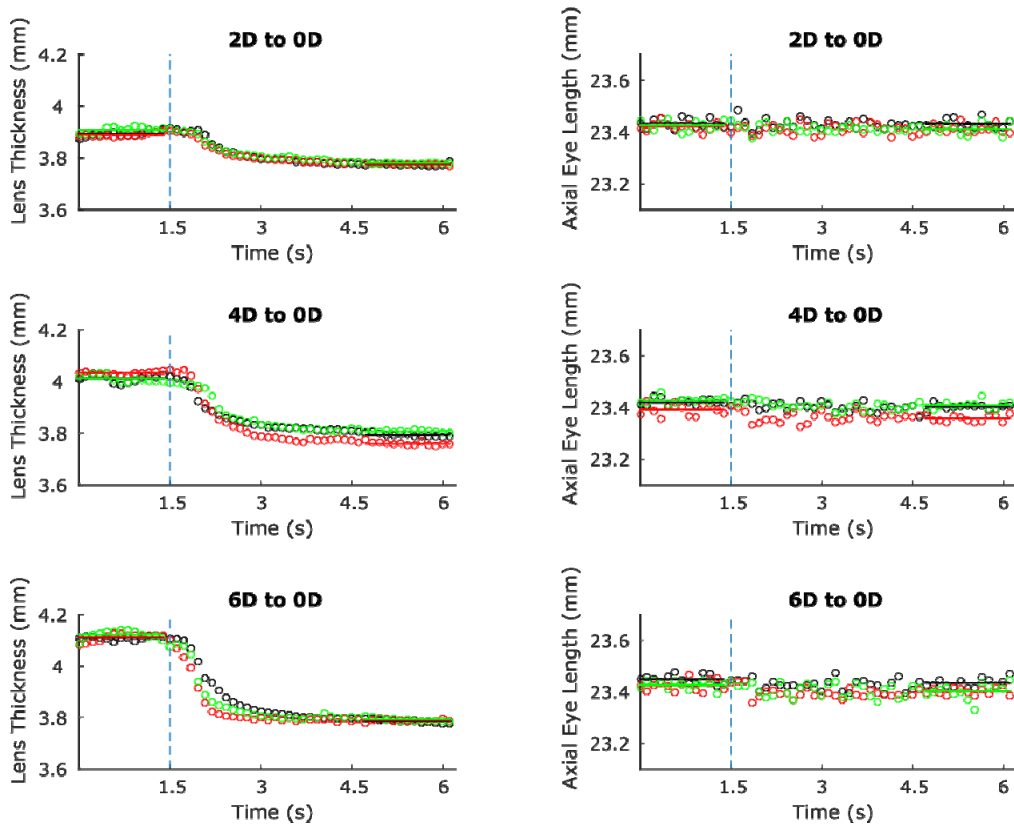 2D to 0D
Lens Thickness (mm)
4.2
4
3.8
3.6
1.5
3
4.5
6
Time (s)
2D to 0D
Axial Eye Length (mm)
23.6
23.4
23.2
1.5
3
4.5
6
Time (s)
4D to 0D
Lens Thickness (mm)
4.2
4
3.8
3.6
1.5
3
4.5
6
Time (s)
4D to 0D
Axial Eye Length (mm)
23.6
23.4
23.2
1.5
3
4.5
6
Time (s)
6D to 0D
Lens Thickness (mm)
4.2
4
3.8
3.6
1.5
3
4.5
6
Time (s)
6D to 0D
Axial Eye Length (mm)
23.6
23.4
23.2
1.5
3
4.5
6
Time (s)